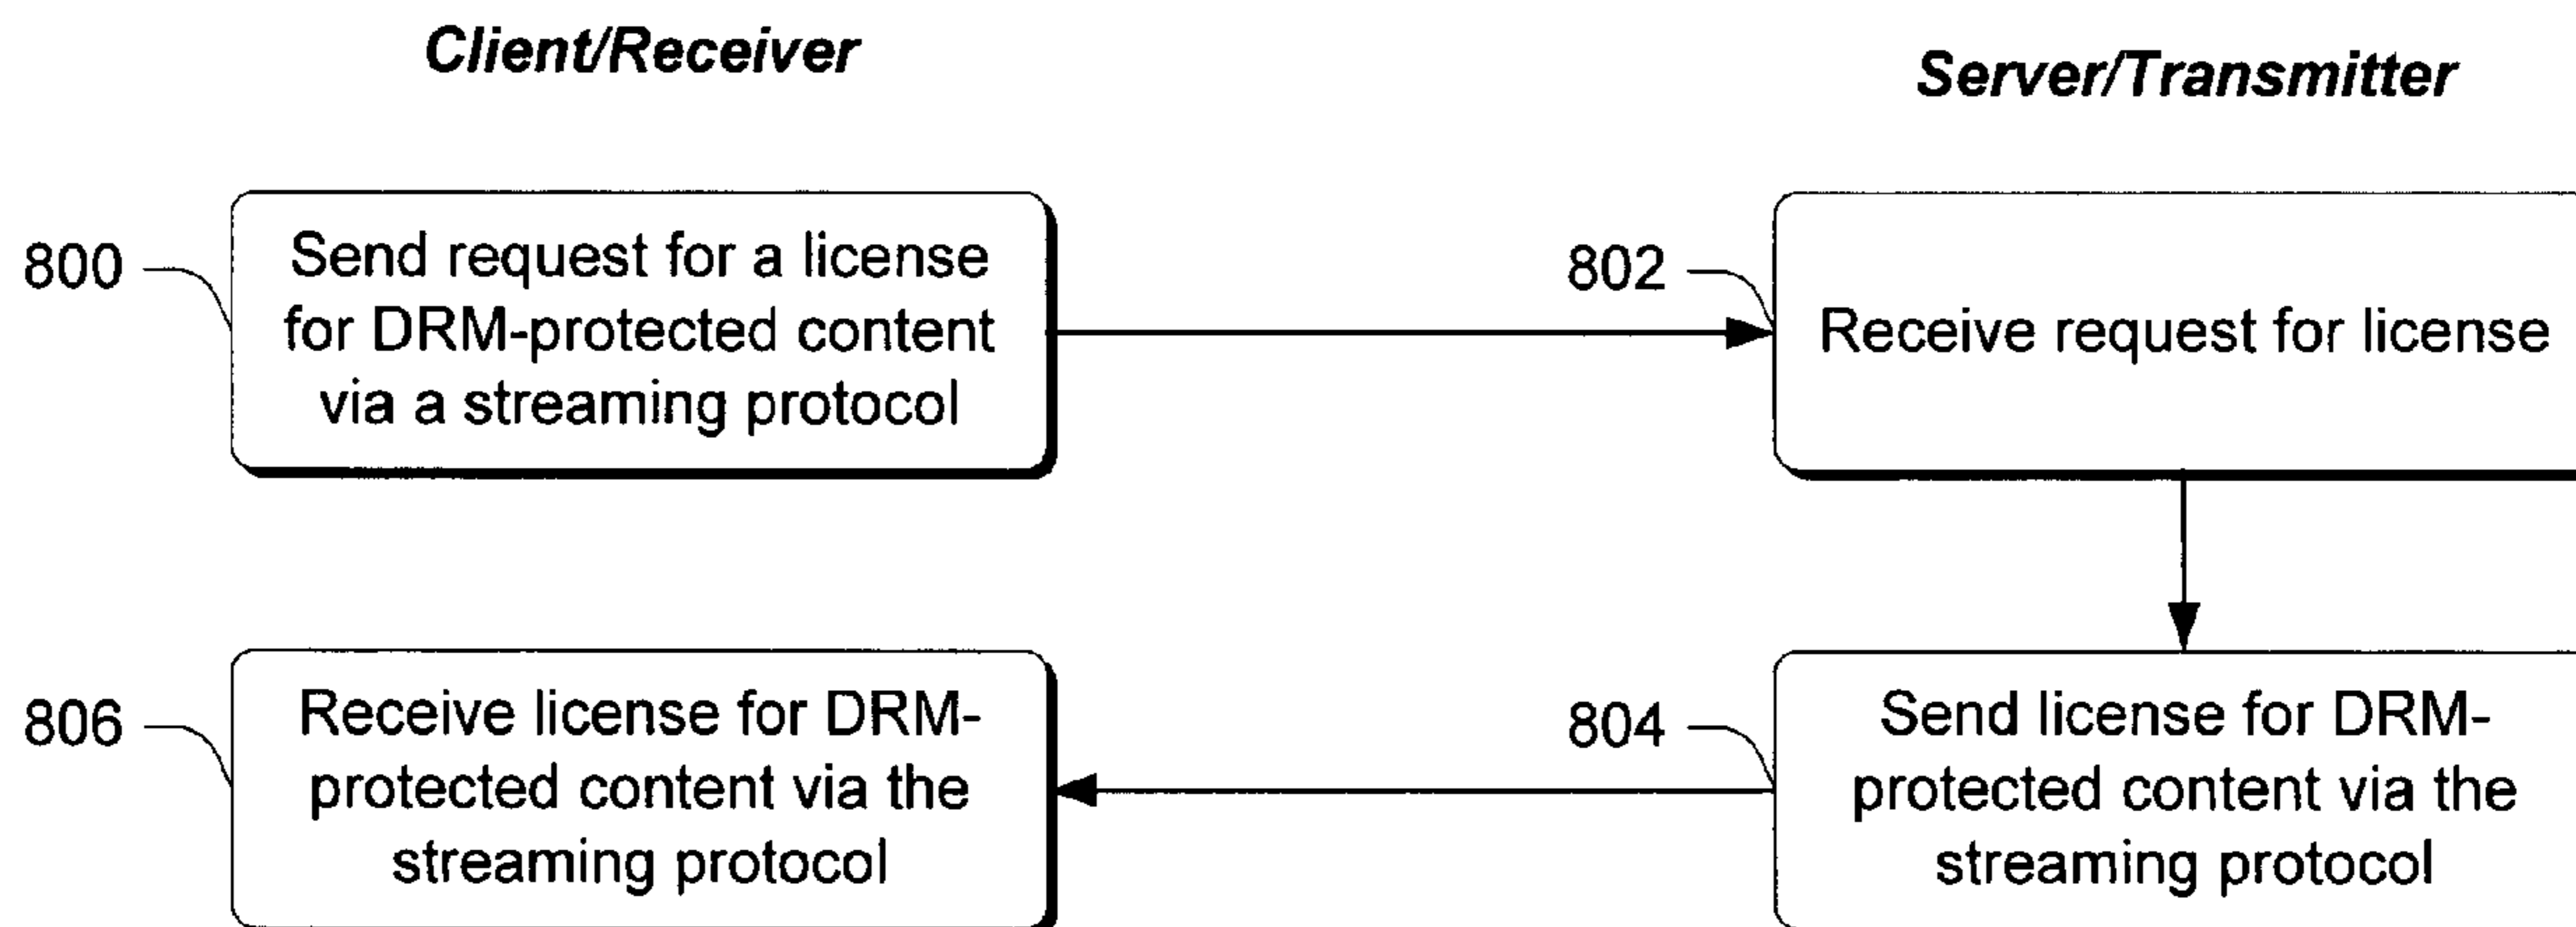 Client/Receiver
Server/Transmitter
800
Send request for a license
for DRM-protected content
via a streaming protocol
802
Receive request for license
806
Receive license for DRM-
protected content via the
streaming protocol
804
Send license for DRM-
protected content via the
streaming protocol